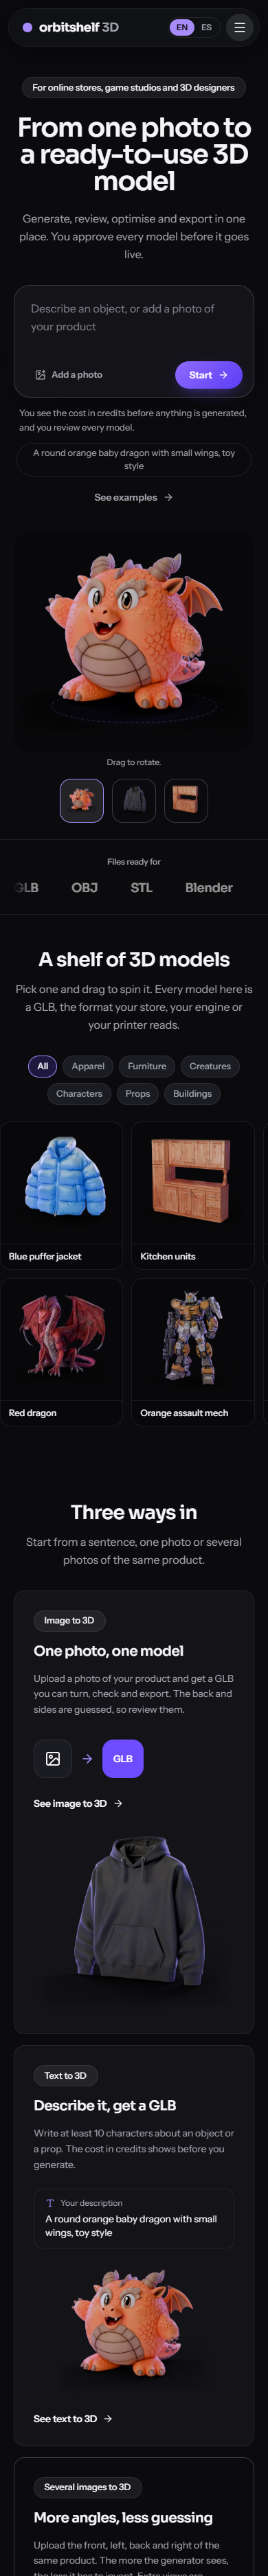 orbitshelf 3D
EN ES
For online stores, game studios and 3D designers
From one photo to
a ready-to-use 3D
model
Generate, review, optimise and export in one
place. You approve every model before it goes
live.
Describe an object, or add a photo of
your product
Add a photo
Start
You see the cost in credits before anything is generated,
and you review every model.
A round orange baby dragon with small wings, toy
style
See examples
Drag to rotate.
Files ready for
GLB OBJ STL Blender
A shelf of 3D models
Pick one and drag to spin it. Every model here is
a GLB, the format your store, your engine or
your printer reads.
All Apparel Furniture Creatures
Characters Props Buildings
Blue puffer jacket
Kitchen units
Red dragon
Orange assault mech
Three ways in
Start from a sentence, one photo or several
photos of the same product.
Image to 3D
One photo, one model
Upload a photo of your product and get a GLB
you can turn, check and export. The back and
sides are guessed, so review them.
GLB
See image to 3D
Text to 3D
Describe it, get a GLB
Write at least 10 characters about an object or
a prop. The cost in credits shows before you
generate.
Your description
A round orange baby dragon with small
wings, toy style
See text to 3D
Several images to 3D
More angles, less guessing
Upload the front, left, back and right of the
same product. The more the generator sees,
the less it has to invent. Extra views are